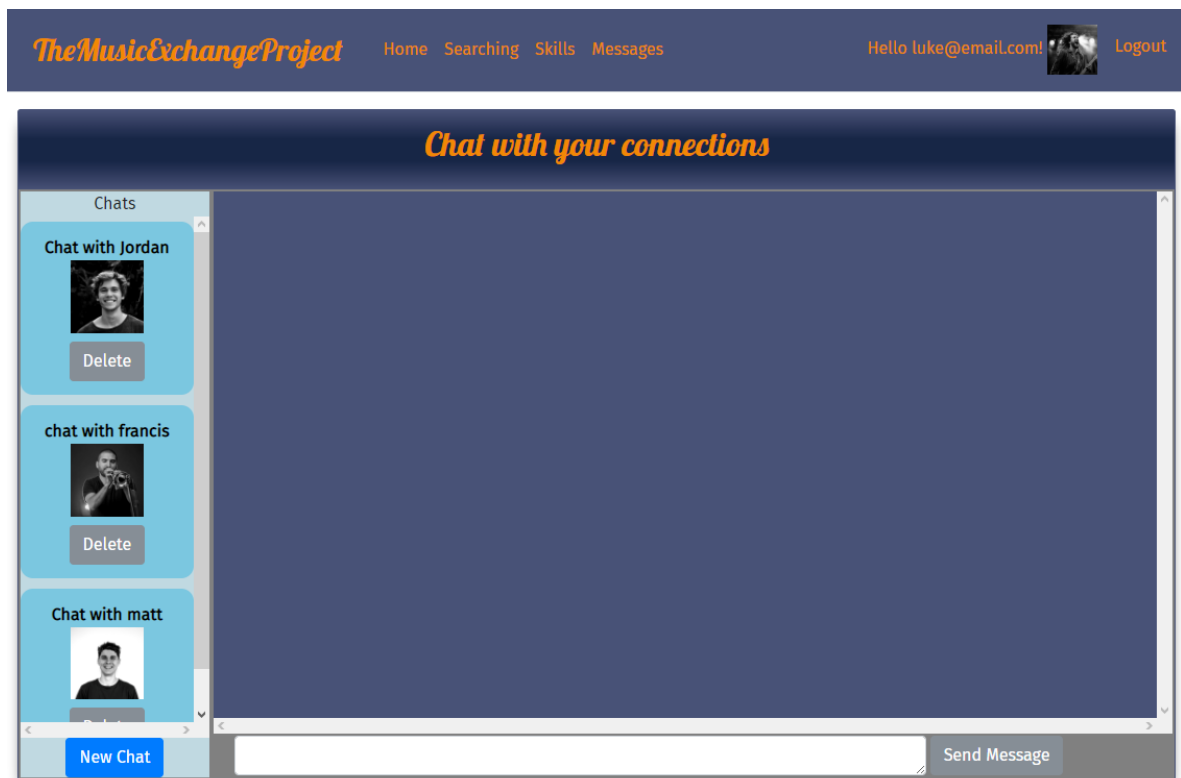 TheMusicExchangeProject Home Searching Skills Messages Hello luke@email.com! Logout
Chat with your connections
Chats
Chat with Jordan
Delete
chat with francis
Delete
Chat with matt
New Chat
Send Message